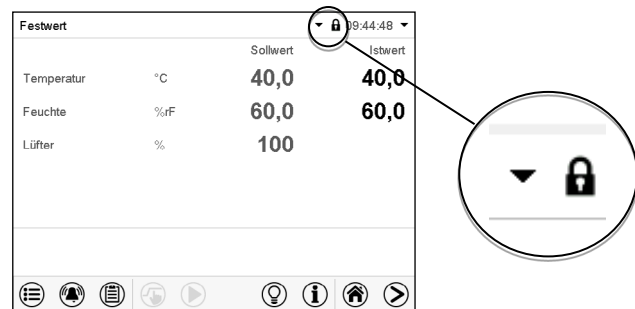 Festwert 09:44:48
Sollwert Istwert
Temperatur °C 40,0 40,0
Feuchte %rF 60,0 60,0
Lüfter % 100